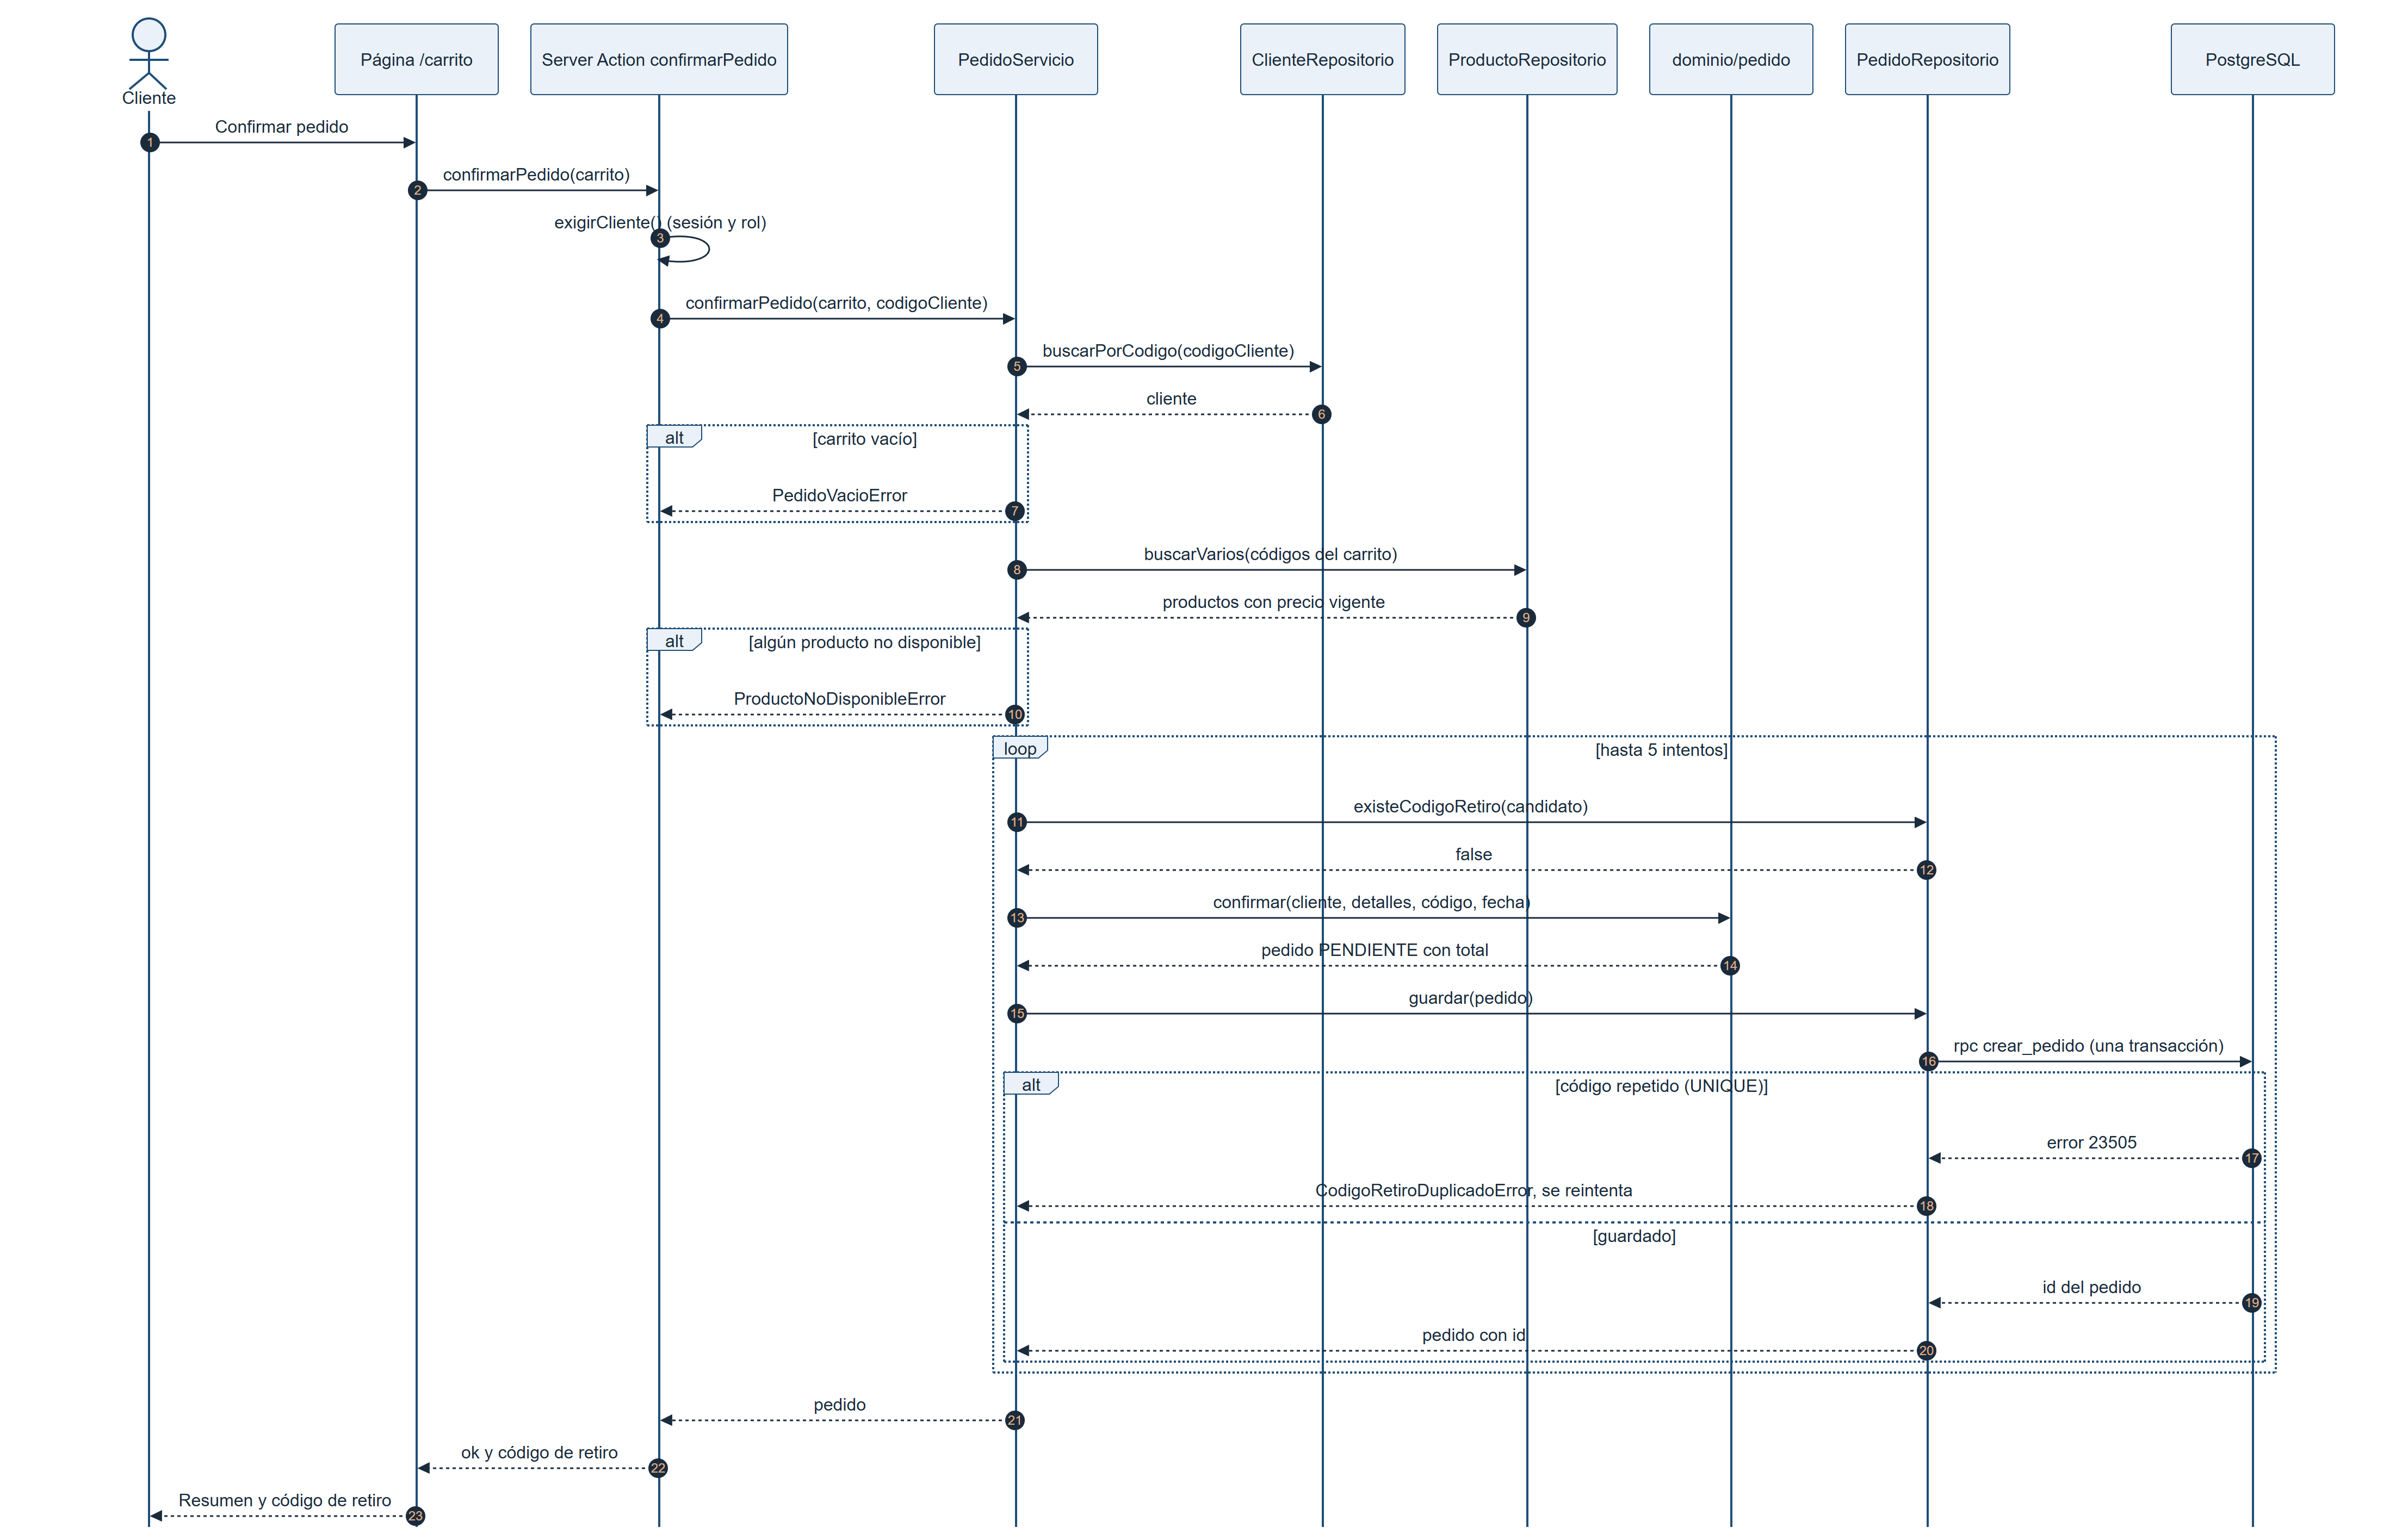 Cliente
Página /carrito
Server Action confirmarPedido
PedidoServicio
ClienteRepositorio
ProductoRepositorio
dominio/pedido
PedidoRepositorio
PostgreSQL
Confirmar pedido
1
confirmarPedido(carrito)
2
exigirCliente() (sesión y rol)
3
confirmarPedido(carrito, codigoCliente)
4
buscarPorCodigo(codigoCliente)
5
cliente
6
alt
[carrito vacío]
PedidoVacioError
7
buscarVarios(códigos del carrito)
8
productos con precio vigente
9
alt
[algún producto no disponible]
ProductoNoDisponibleError
10
loop
[hasta 5 intentos]
existeCodigoRetiro(candidato)
11
false
12
confirmar(cliente, detalles, código, fecha)
13
pedido PENDIENTE con total
14
guardar(pedido)
15
rpc crear_pedido (una transacción)
16
alt
[código repetido (UNIQUE)]
error 23505
17
CodigoRetiroDuplicadoError, se reintenta
18
[guardado]
id del pedido
19
pedido con id
20
pedido
21
ok y código de retiro
22
Resumen y código de retiro
23